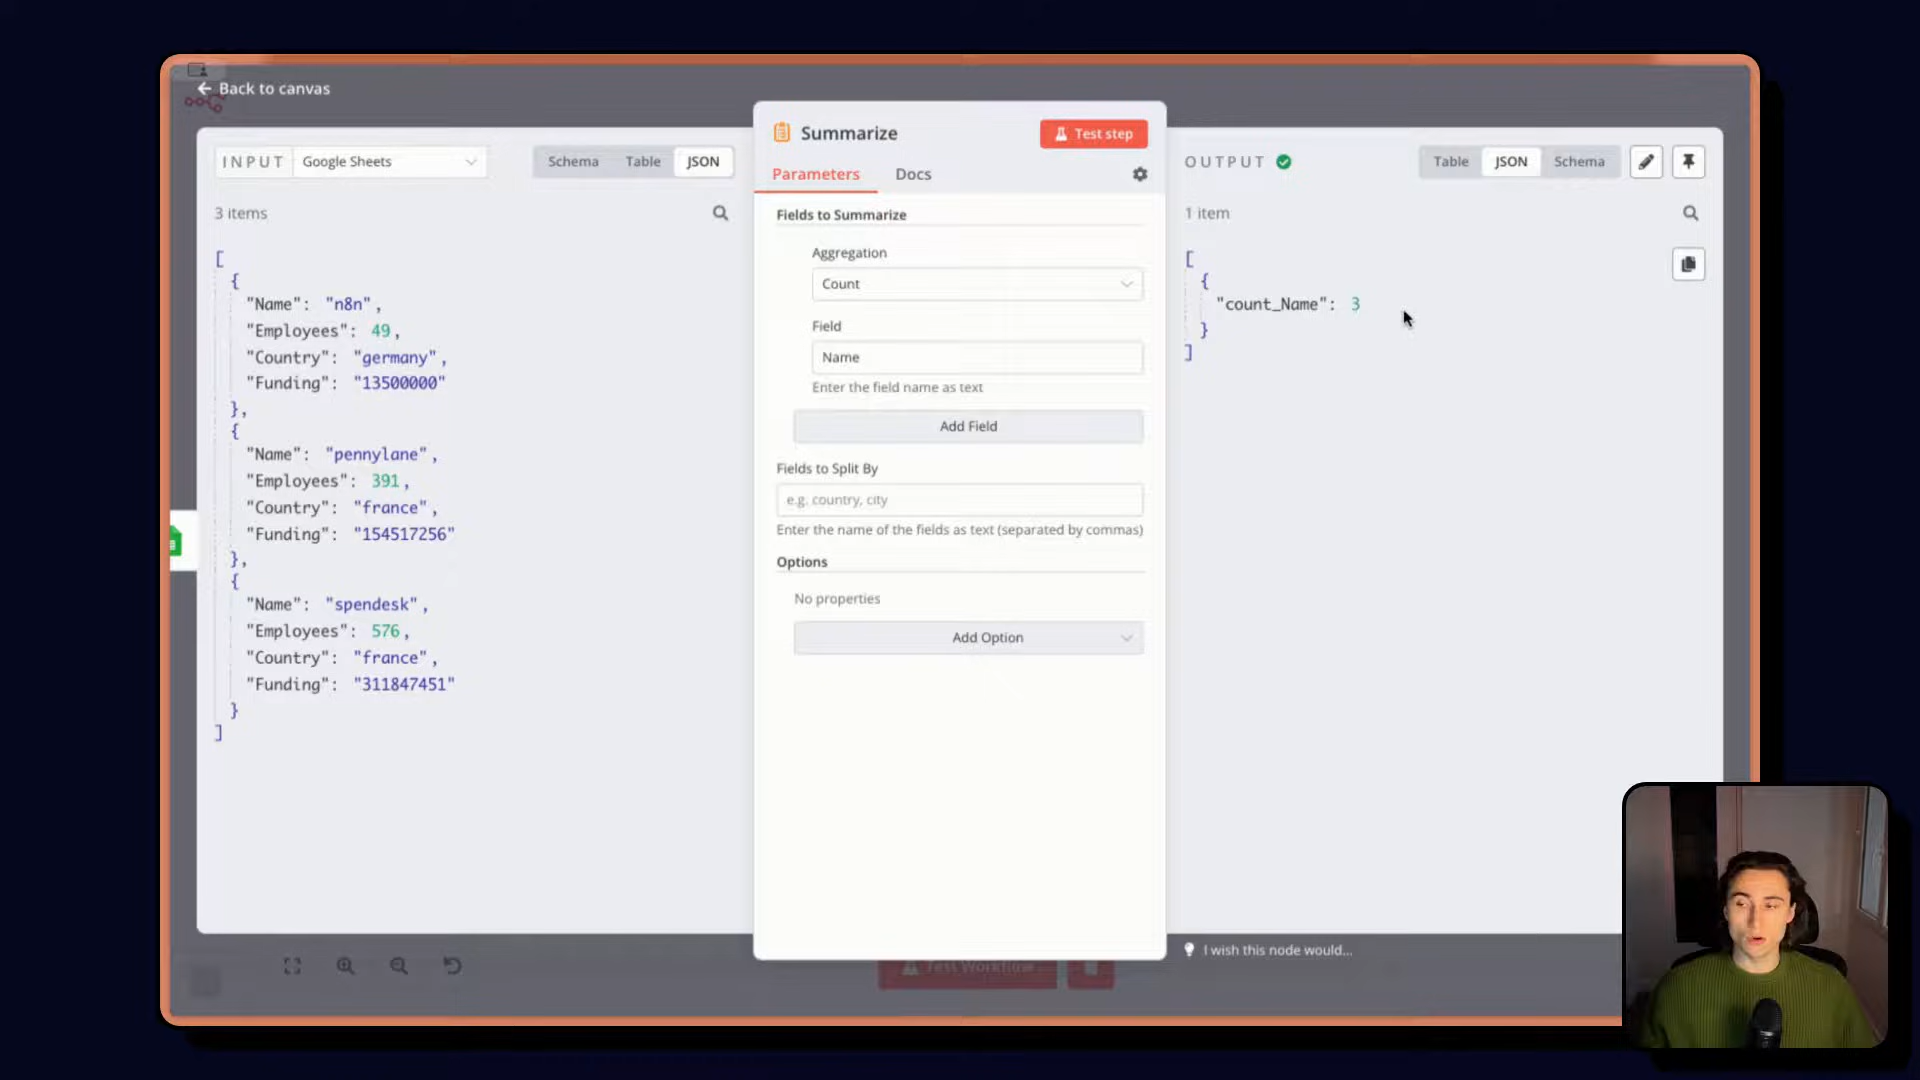 Back to canvas
INPUT Google Sheets
Schema Table JSON
3 items
[
{
"Name": "n8n",
"Employees": 49,
"Country": "germany",
"Funding": "13500000"
},
{
"Name": "pennylane",
"Employees": 391,
"Country": "france",
"Funding": "154517256"
},
{
"Name": "spendesk",
"Employees": 576,
"Country": "france",
"Funding": "311847451"
}
]
Summarize
Test step
Parameters Docs
Fields to Summarize
Aggregation
Count
Field
Name
Enter the field name as text
Add Field
Fields to Split By
e.g. country, city
Enter the name of the fields as text (separated by commas)
Options
No properties
Add Option
OUTPUT
Table JSON Schema
1 item
[
{
"count_Name": 3
}
]
I wish this node would...
Test Workflow